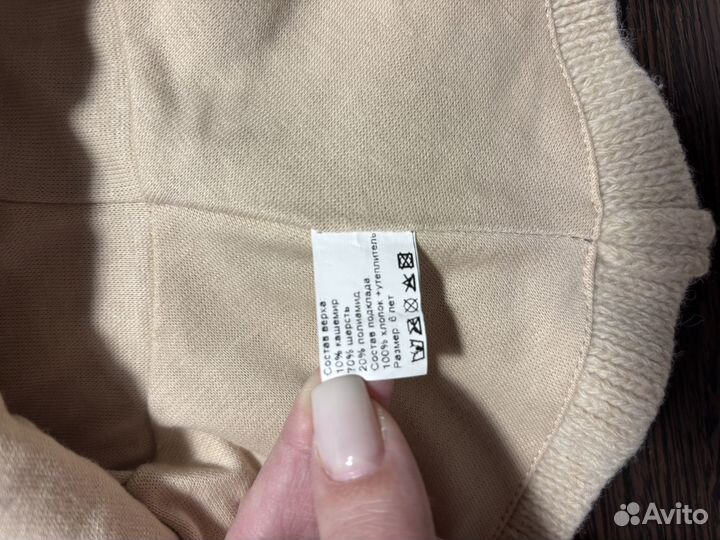 Состав верха
10% кашемир
70% шерсть
20% полиамид
Состав подклада
100% хлопок +утеплитель
Размер 6 лет
Avito